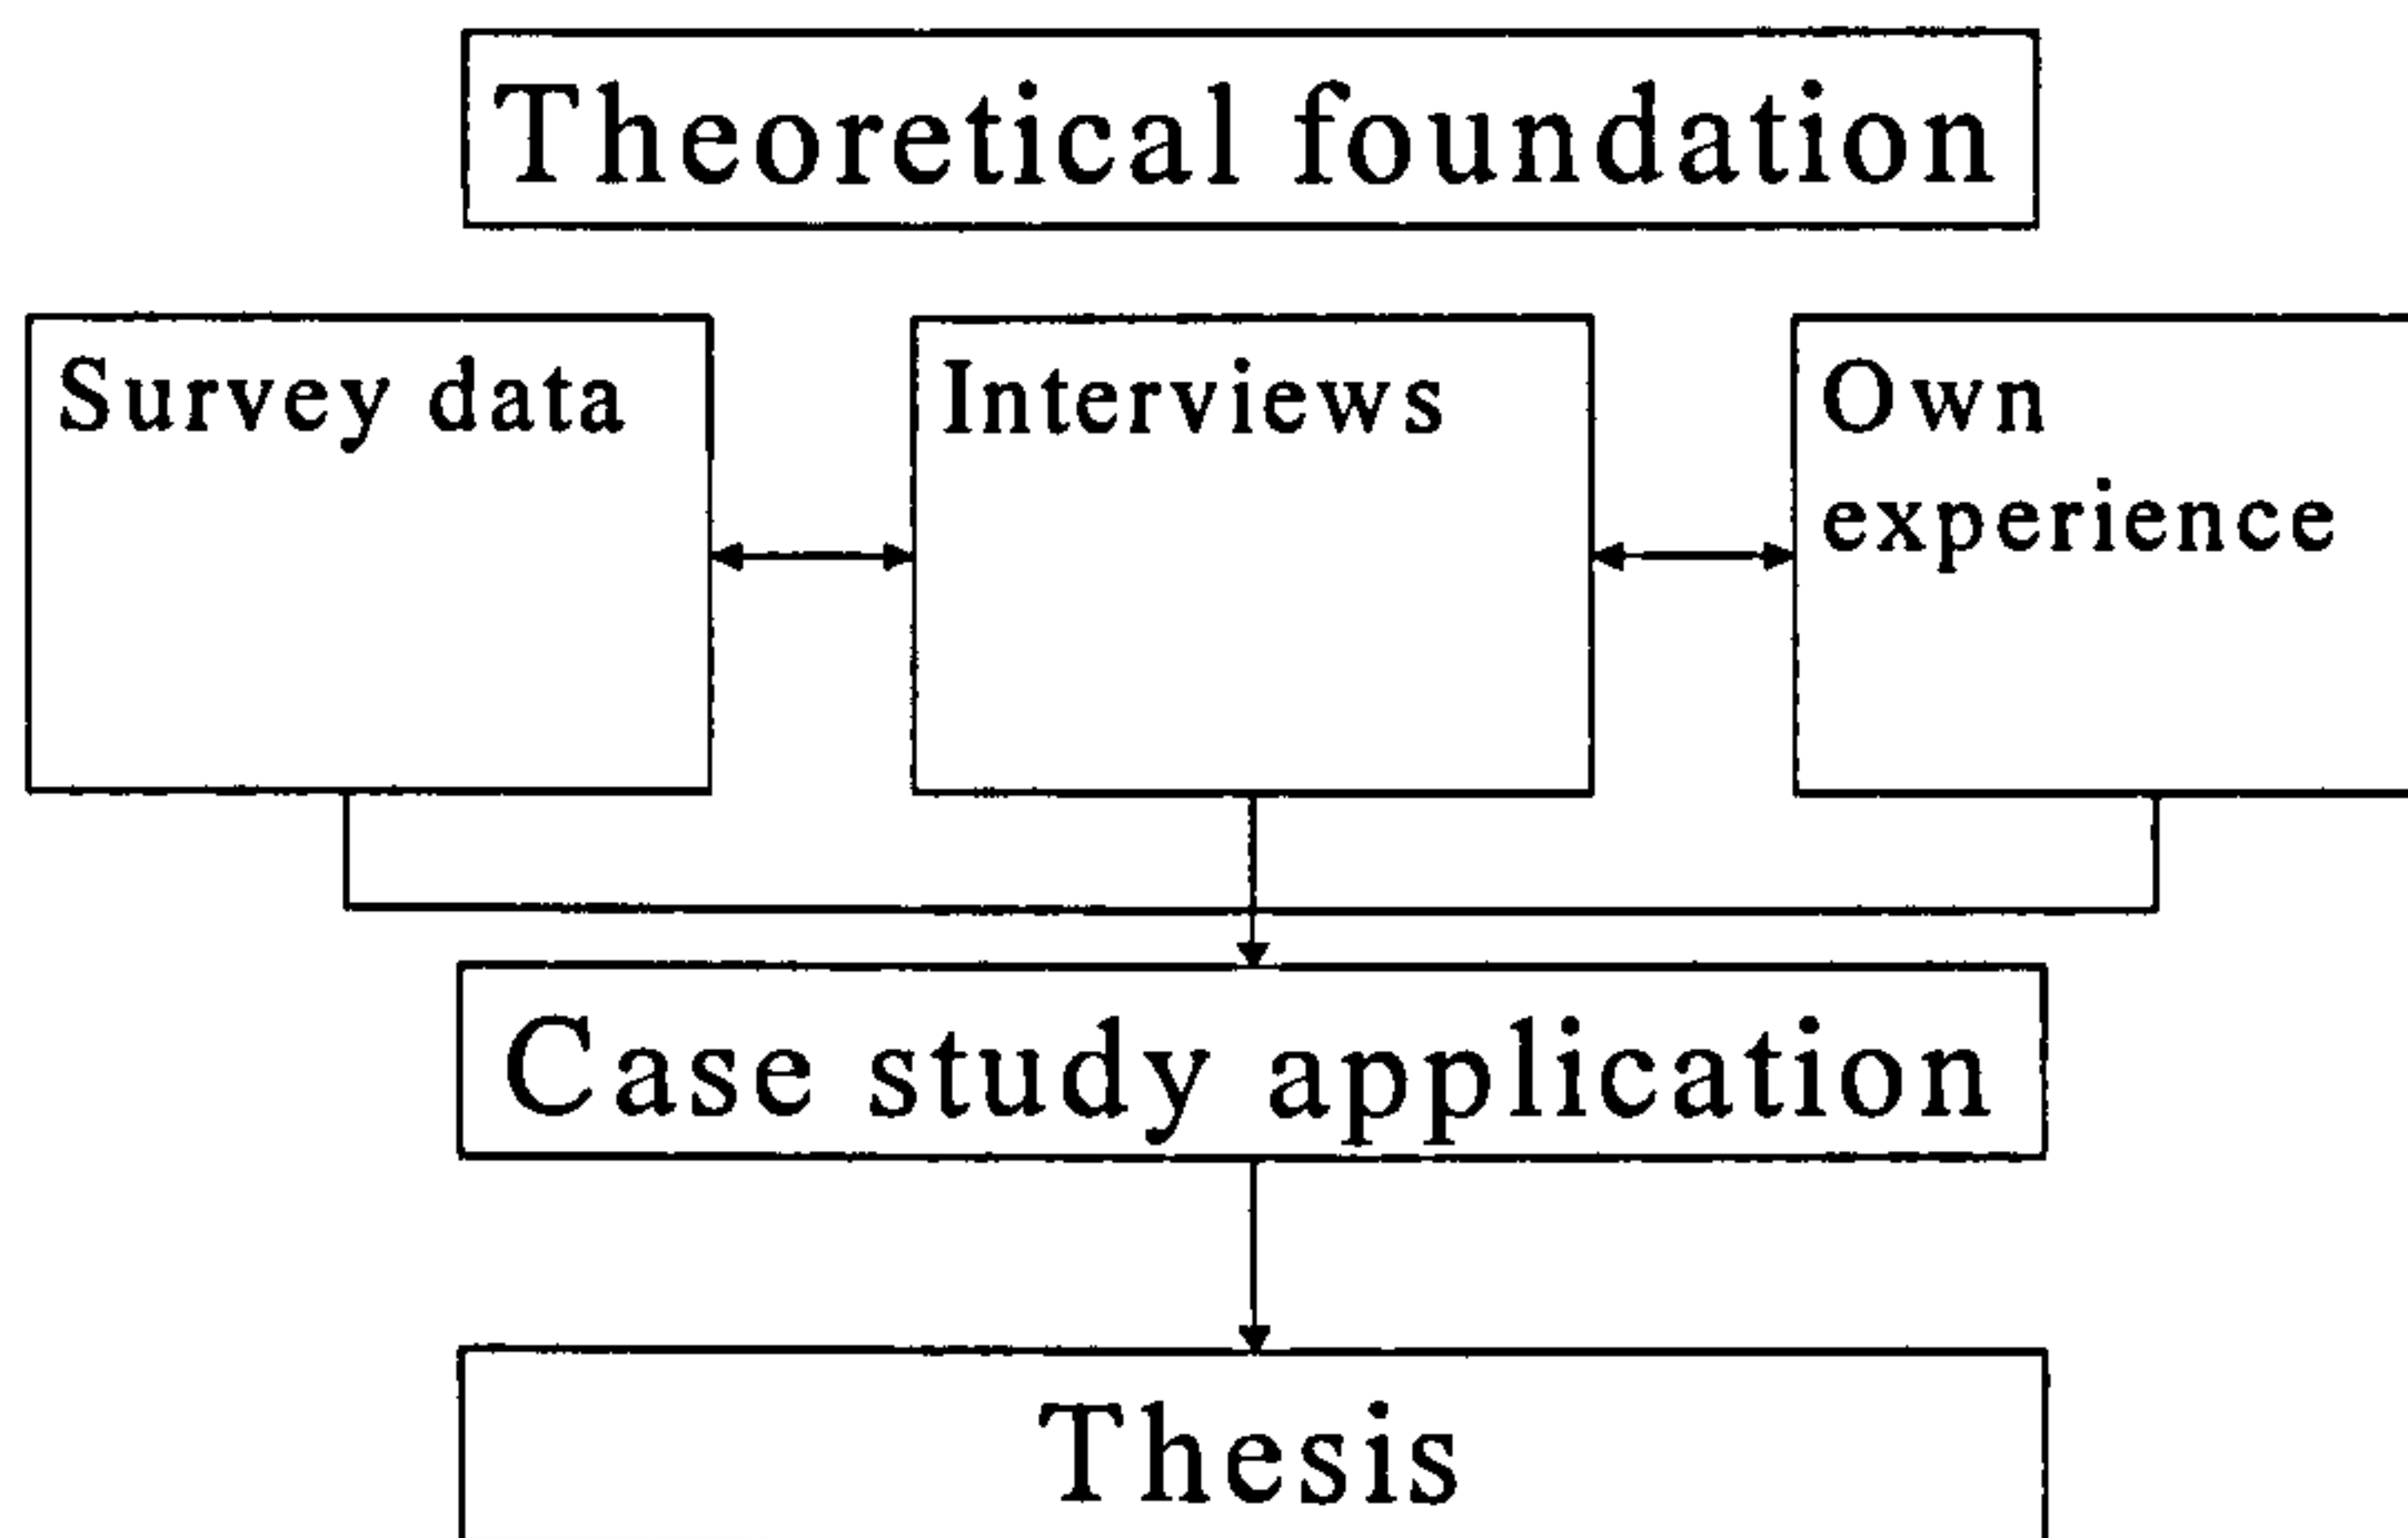 Theoretical foundation
Survey data
Interviews
Own
experience
Case study application
Thesis